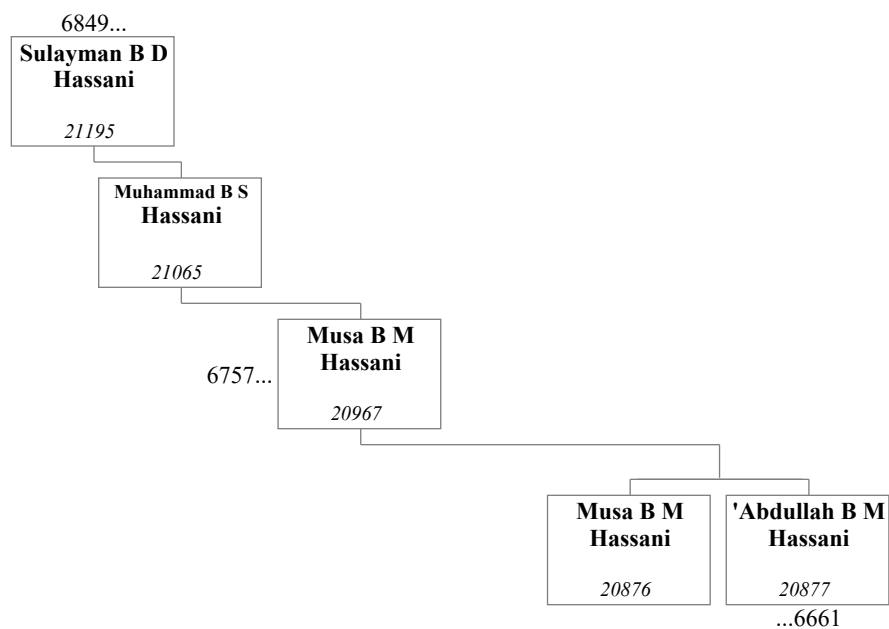 6849...
Sulayman B D
Hassani
21195
Muhammad B S
Hassani
21065
Musa B M
Hassani
6757...
20967
Musa B M
Hassani
20876
'Abdullah B M
Hassani
20877
...6661